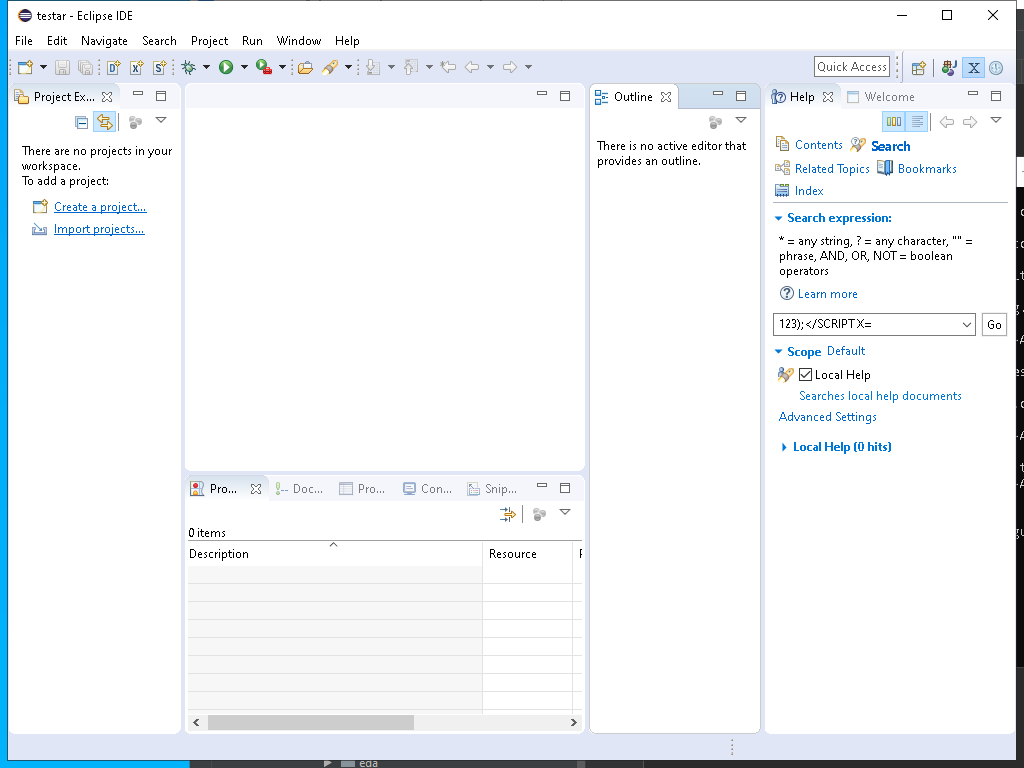 testar - Eclipse IDE
File Edit Navigate Search Project Run Window Help
Quick Access
Project Ex...
There are no projects in your
workspace.
To add a project:
Create a project...
Import projects...
Outline
There is no active editor that
provides an outline.
Help
Welcome
Contents
Search
Related Topics
Bookmarks
Index
Search expression:
* = any string, ? = any character, "" =
phrase, AND, OR, NOT = boolean
operators
Learn more
123);</SCRIPT X=
Go
Scope Default
Local Help
Searches local help documents
Advanced Settings
Local Help (0 hits)
Pro...
Doc...
Pro...
Con...
Snip...
0 items
Description
Resource
eda